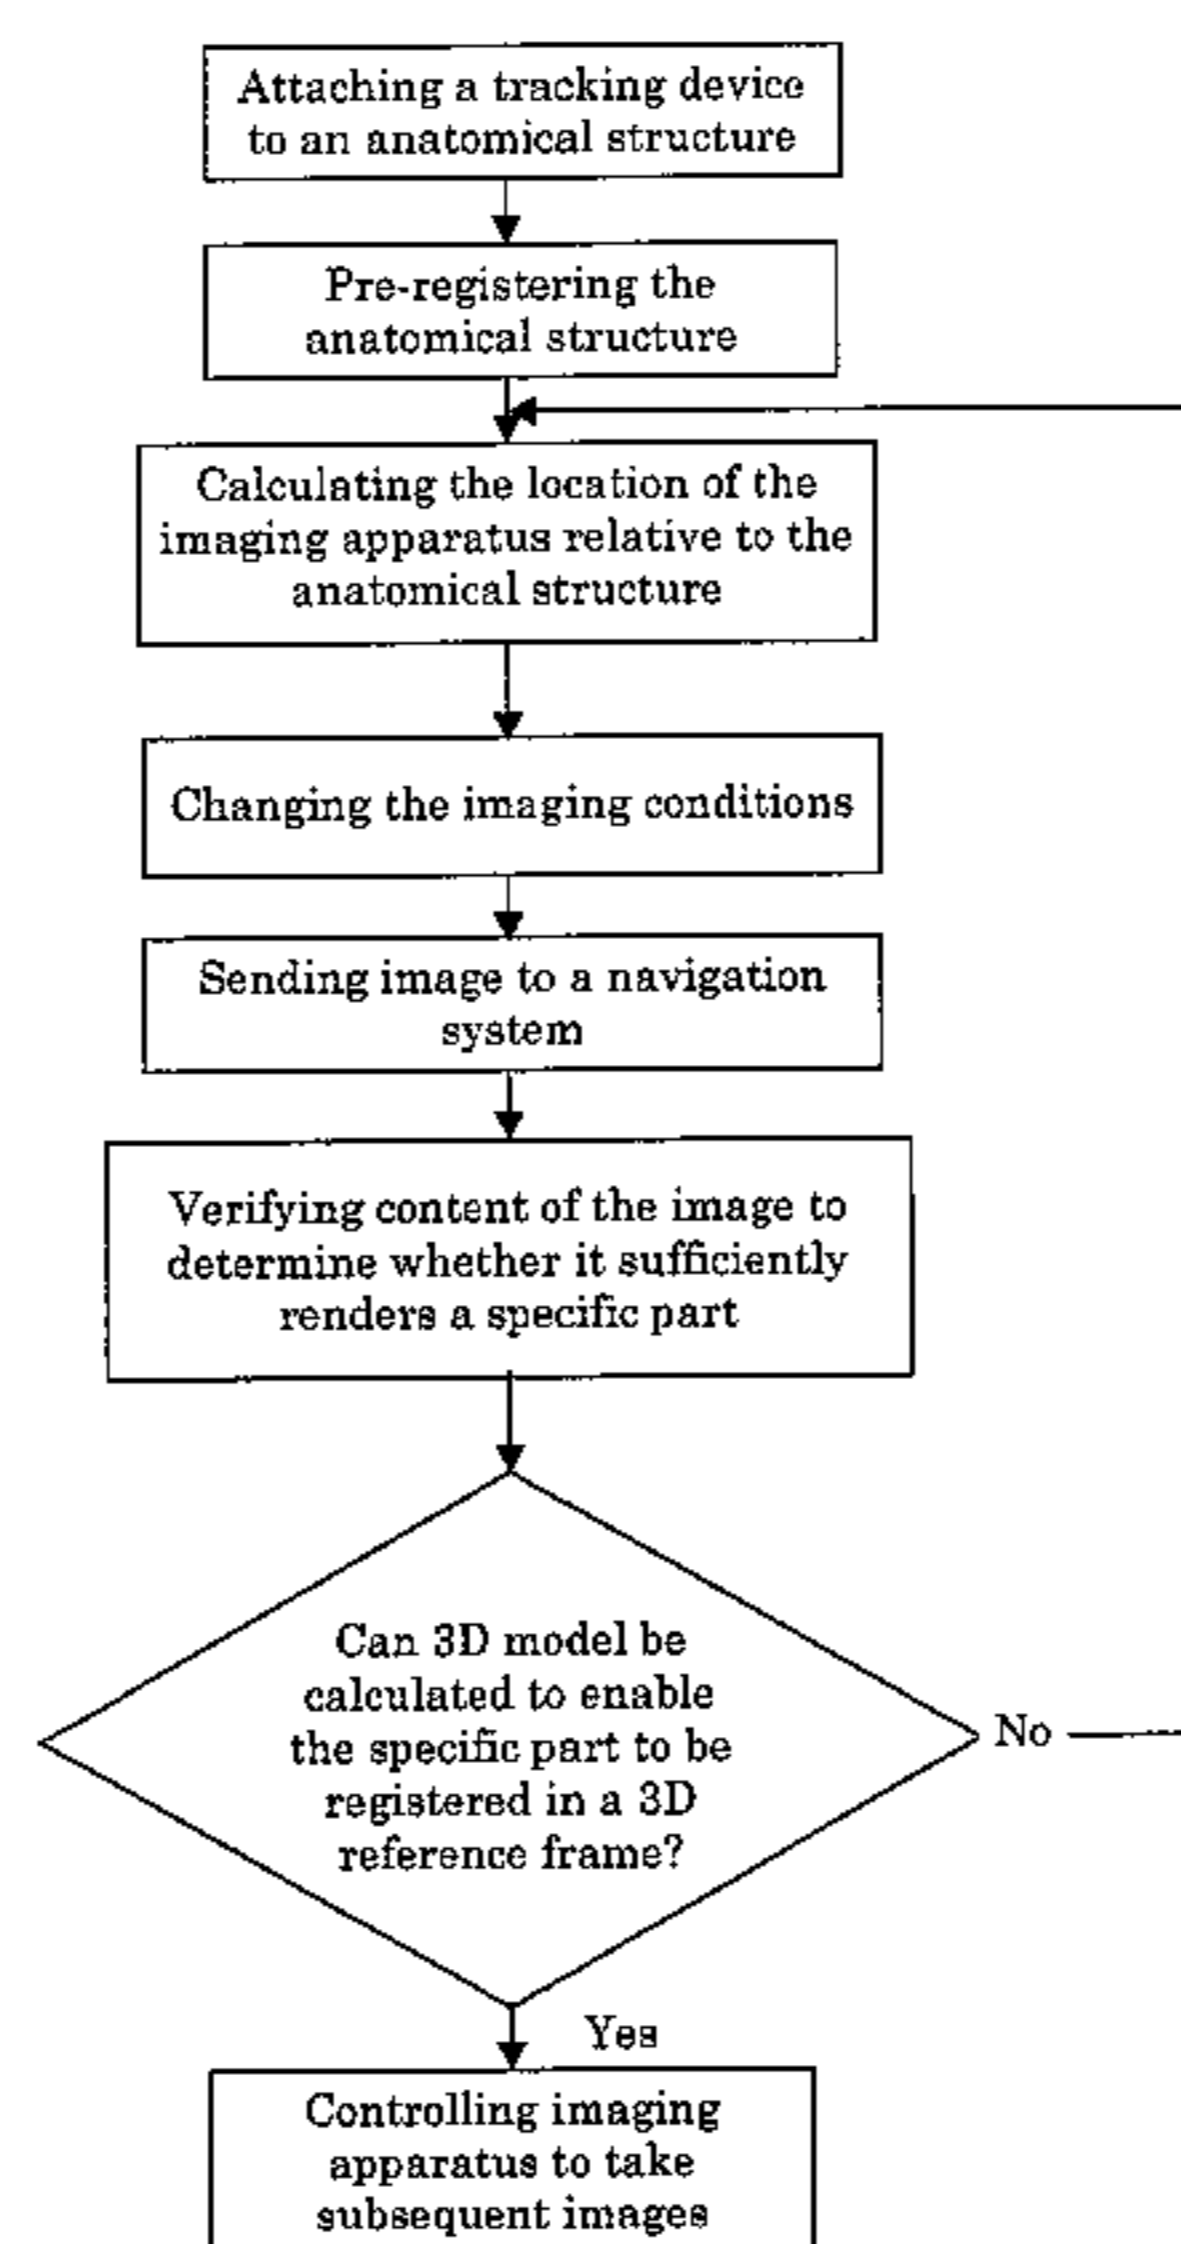 Attaching a tracking device
to an anatomical structure
Pre-registering the
anatomical structure
Calculating the location of the
imaging apparatus relative to the
anatomical structure
Changing the imaging conditions
Sending image to a navigation
system
Verifying content of the image to
determine whether it sufficiently
renders a specific part
Can 3D model be
calculated to enable
the specific part to be
registered in a 3D
reference frame?
No
Yes
Controlling imaging
apparatus to take
subsequent images